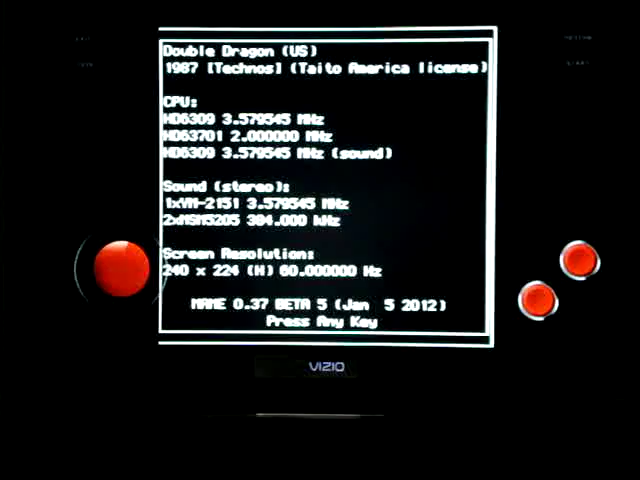 Double Dragon (US)
1987 [Technos] (Taito America license)
CPU:
HD6309 3.579545 MHz
HD63701 2.000000 MHz
HD6309 3.579545 MHz (sound)
Sound (stereo):
1xYM-2151 3.579545 MHz
2xMSM5205 384.000 kHz
Screen Resolution:
240 x 224 (H) 60.000000 Hz
MAME 0.37 BETA 5 (Jan 5 2012)
Press Any Key
VIZIO